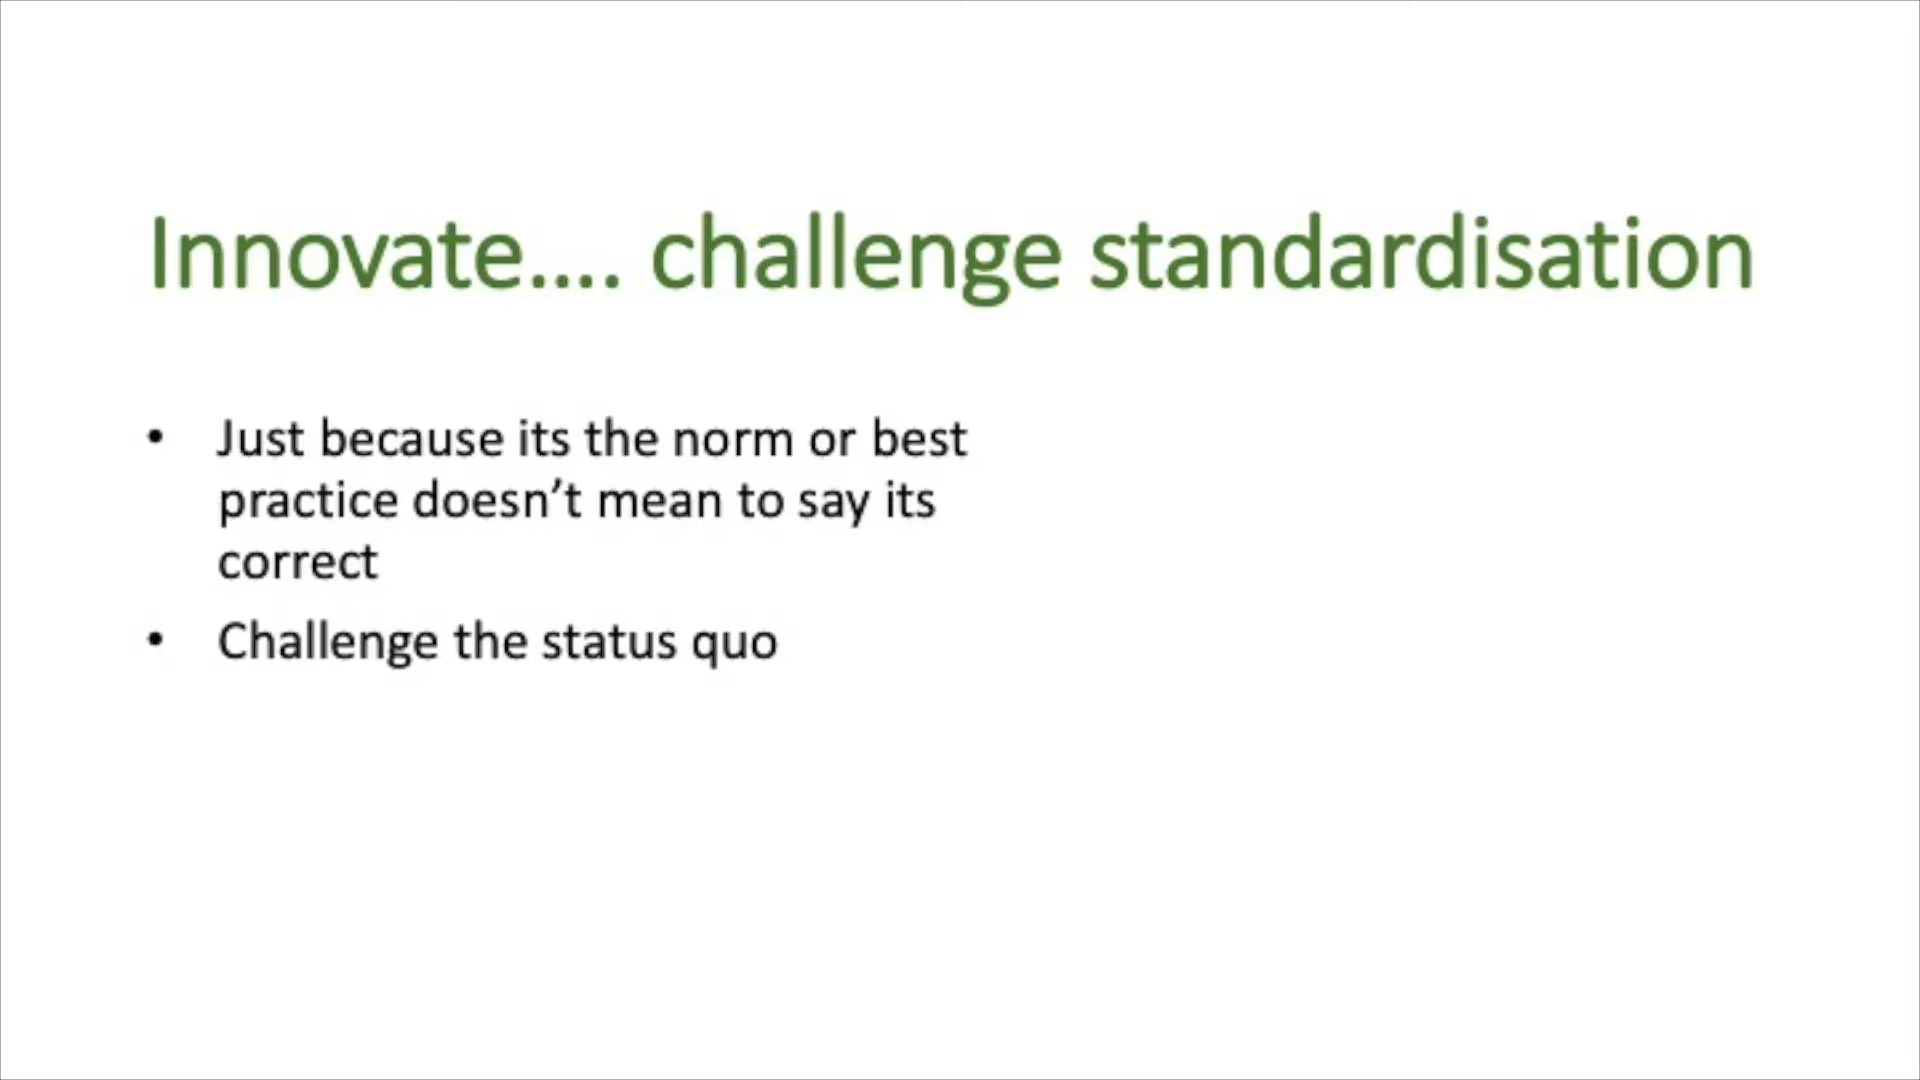 Innovate.... challenge standardisation
• Just because its the norm or best
practice doesn’t mean to say its
correct
• Challenge the status quo